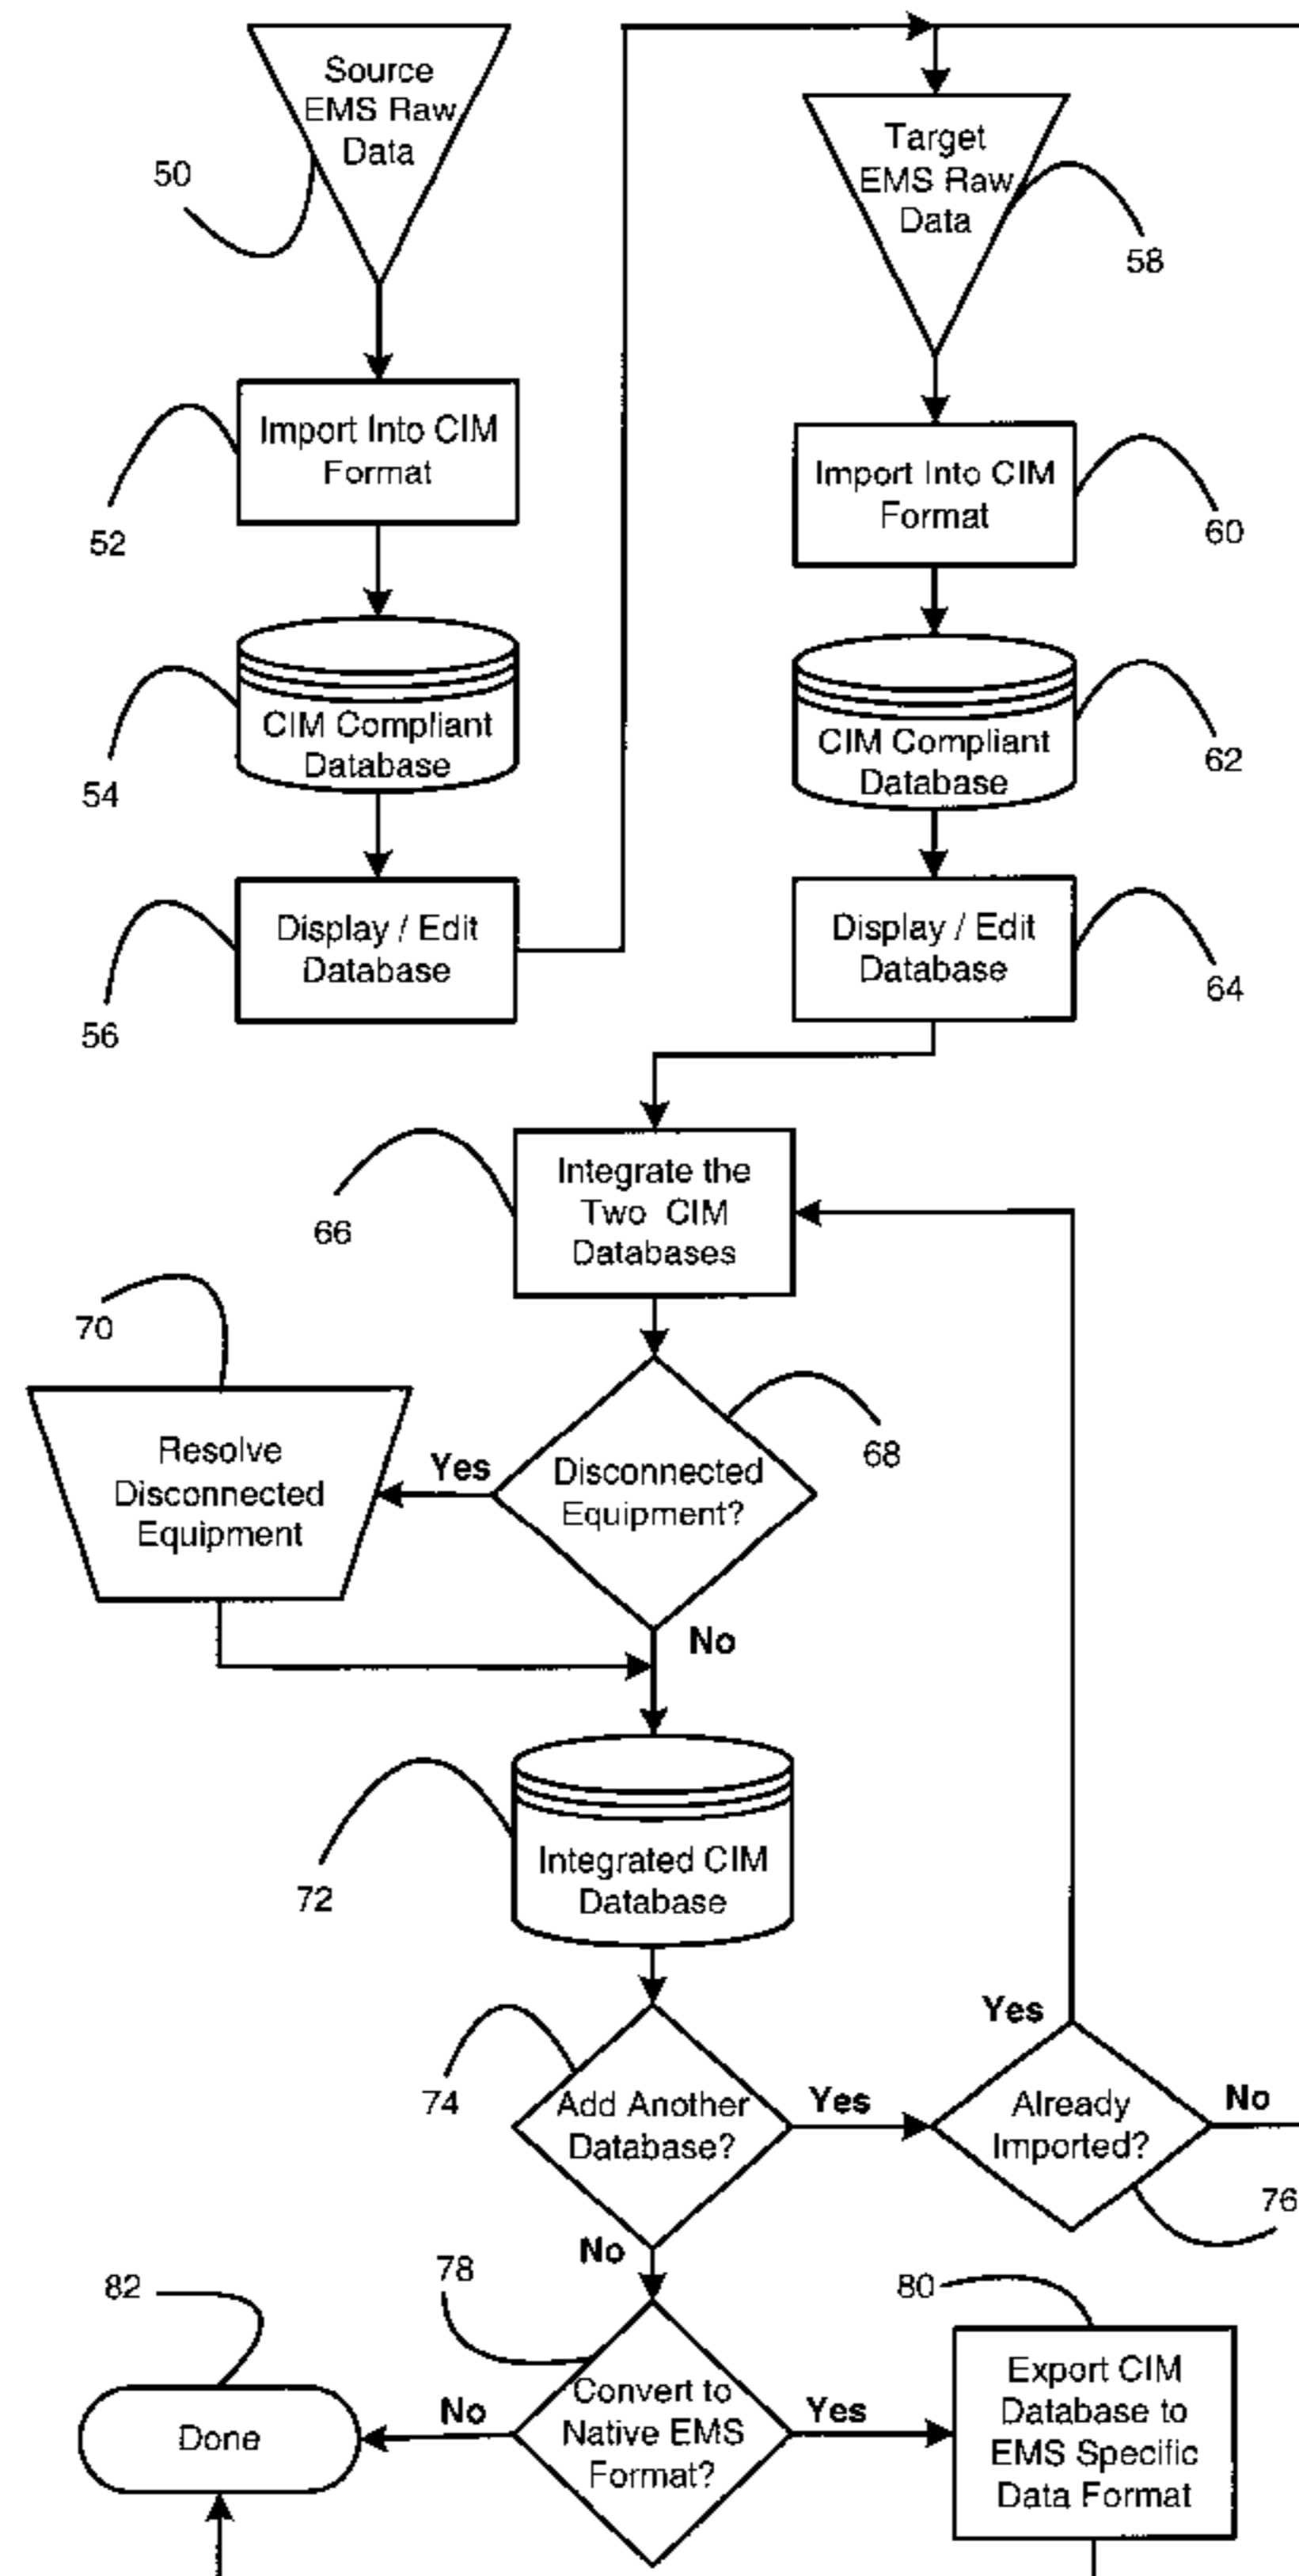 Source
EMS Raw
Data
50
Import Into CIM
Format
52
CIM Compliant
Database
54
Display / Edit
Database
56
Target
EMS Raw
Data
58
Import Into CIM
Format
60
CIM Compliant
Database
62
Display / Edit
Database
64
Integrate the
Two CIM
Databases
66
70
Resolve
Disconnected
Equipment
Yes
Disconnected
Equipment?
68
No
Integrated CIM
Database
72
74
Add Another
Database?
Yes
Yes
Already
Imported?
No
76
No
78
82
80
Done
No
Convert to
Native EMS
Format?
Yes
Export CIM
Database to
EMS Specific
Data Format